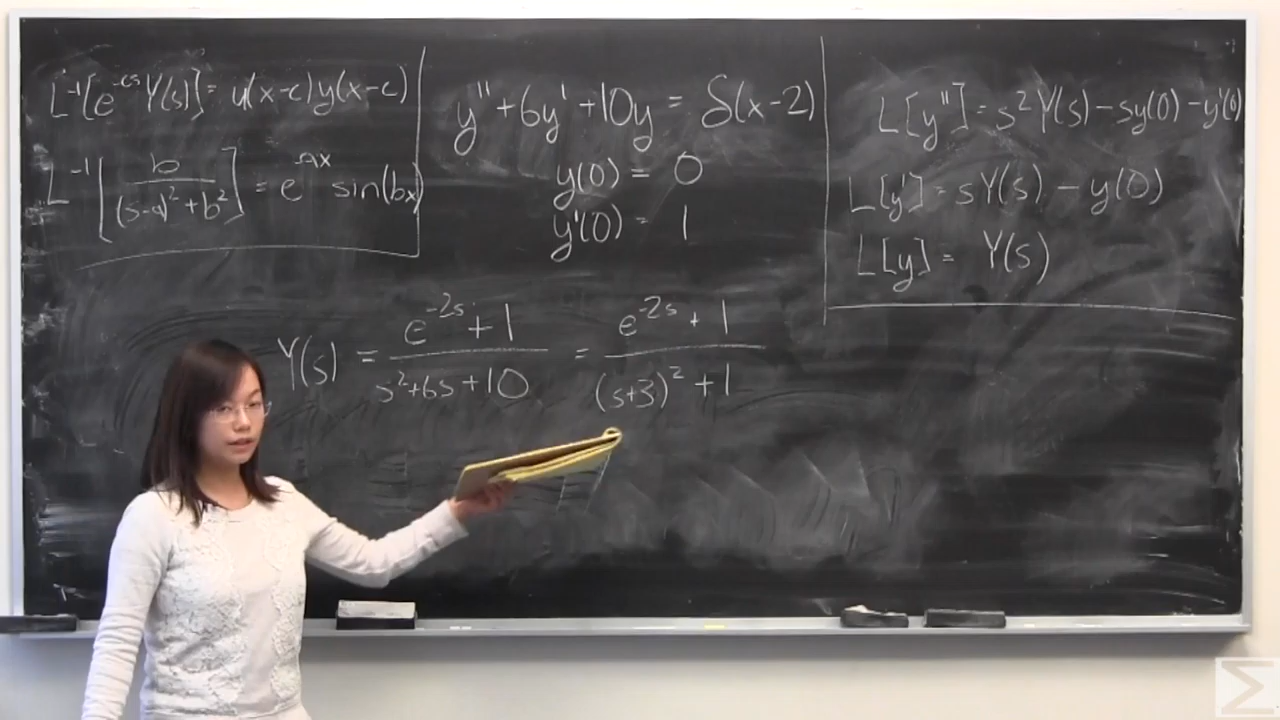 L⁻¹[e^(-cs) Y(s)] = u(x-c)y(x-c)
L⁻¹[b/((s-a)² + b²)] = e^(ax) sin(bx)
y'' + 6y' + 10y = δ(x-2)
y(0) = 0
y'(0) = 1
L[y''] = s²Y(s) - sy(0) - y'(0)
L[y'] = sY(s) - y(0)
L[y] = Y(s)
Y(s) = (e^(-2s) + 1)/(s² + 6s + 10) = (e^(-2s) + 1)/((s+3)² + 1)
Σ